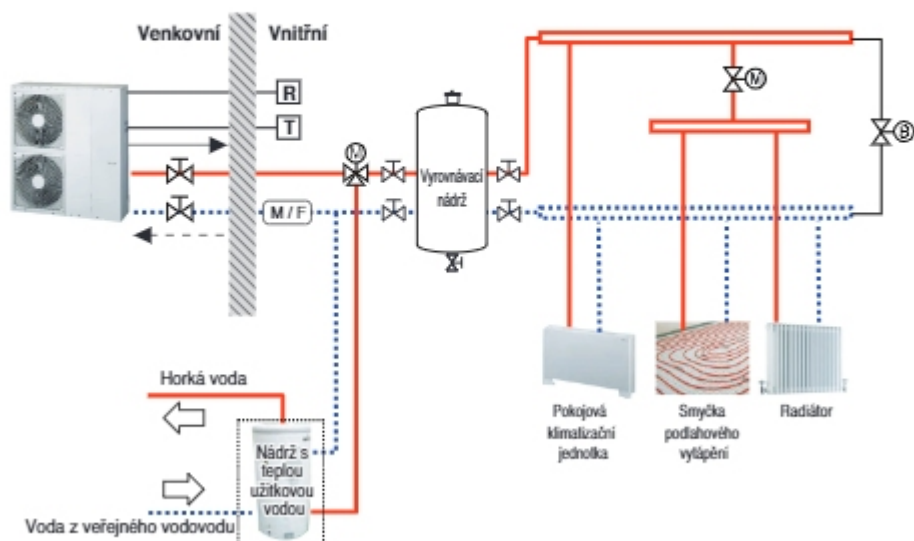 Venkovní
Vnitřní
R
T
M
M / F
Vyrovnávací
nádrž
M
B
Horká voda
Nádrž s
teplou
užitkovou
vodou
Voda z veřejného vodovodu
Pokojová
klimatizační
jednotka
Smyčka
podlahového
vytápění
Radiátor